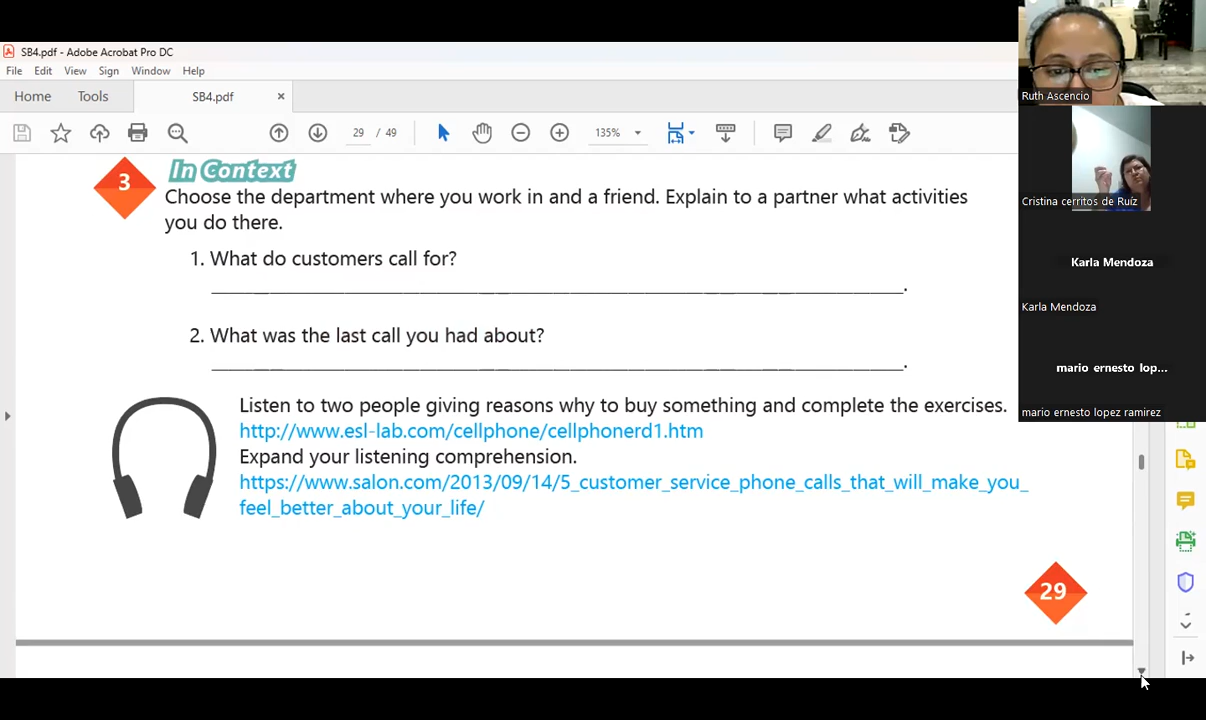 SB4.pdf - Adobe Acrobat Pro DC
File Edit View Sign Window Help
Home Tools SB4.pdf ×
29 / 49 135%
3 In Context
Choose the department where you work in and a friend. Explain to a partner what activities
you do there.
1. What do customers call for?
2. What was the last call you had about?
Listen to two people giving reasons why to buy something and complete the exercises.
http://www.esl-lab.com/cellphone/cellphonerd1.htm
Expand your listening comprehension.
https://www.salon.com/2013/09/14/5_customer_service_phone_calls_that_will_make_you_
feel_better_about_your_life/
29
Ruth Ascencio
Cristina cerritos de Ruíz
Karla Mendoza
Karla Mendoza
mario ernesto lop...
mario ernesto lopez ramirez